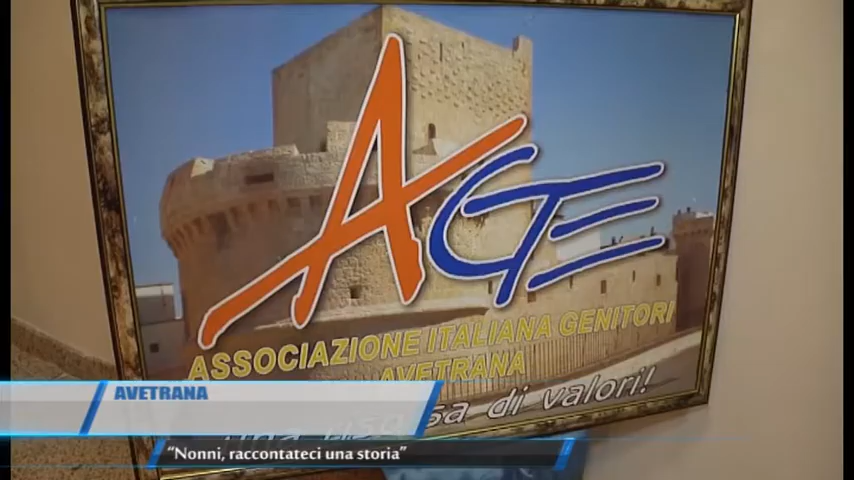 AGE
ASSOCIAZIONE ITALIANA GENITORI
AVETRANA
di valori!
AVETRANA
"Nonni, raccontateci una storia"